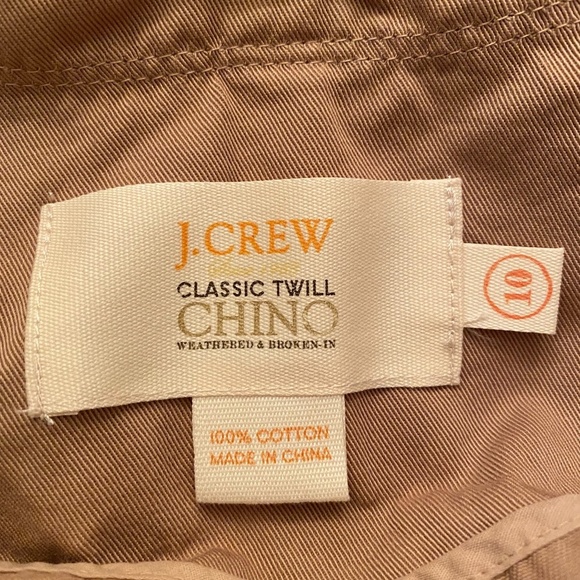 J.CREW
CLASSIC TWILL
CHINO
WEATHERED & BROKEN-IN
10
100% COTTON
MADE IN CHINA